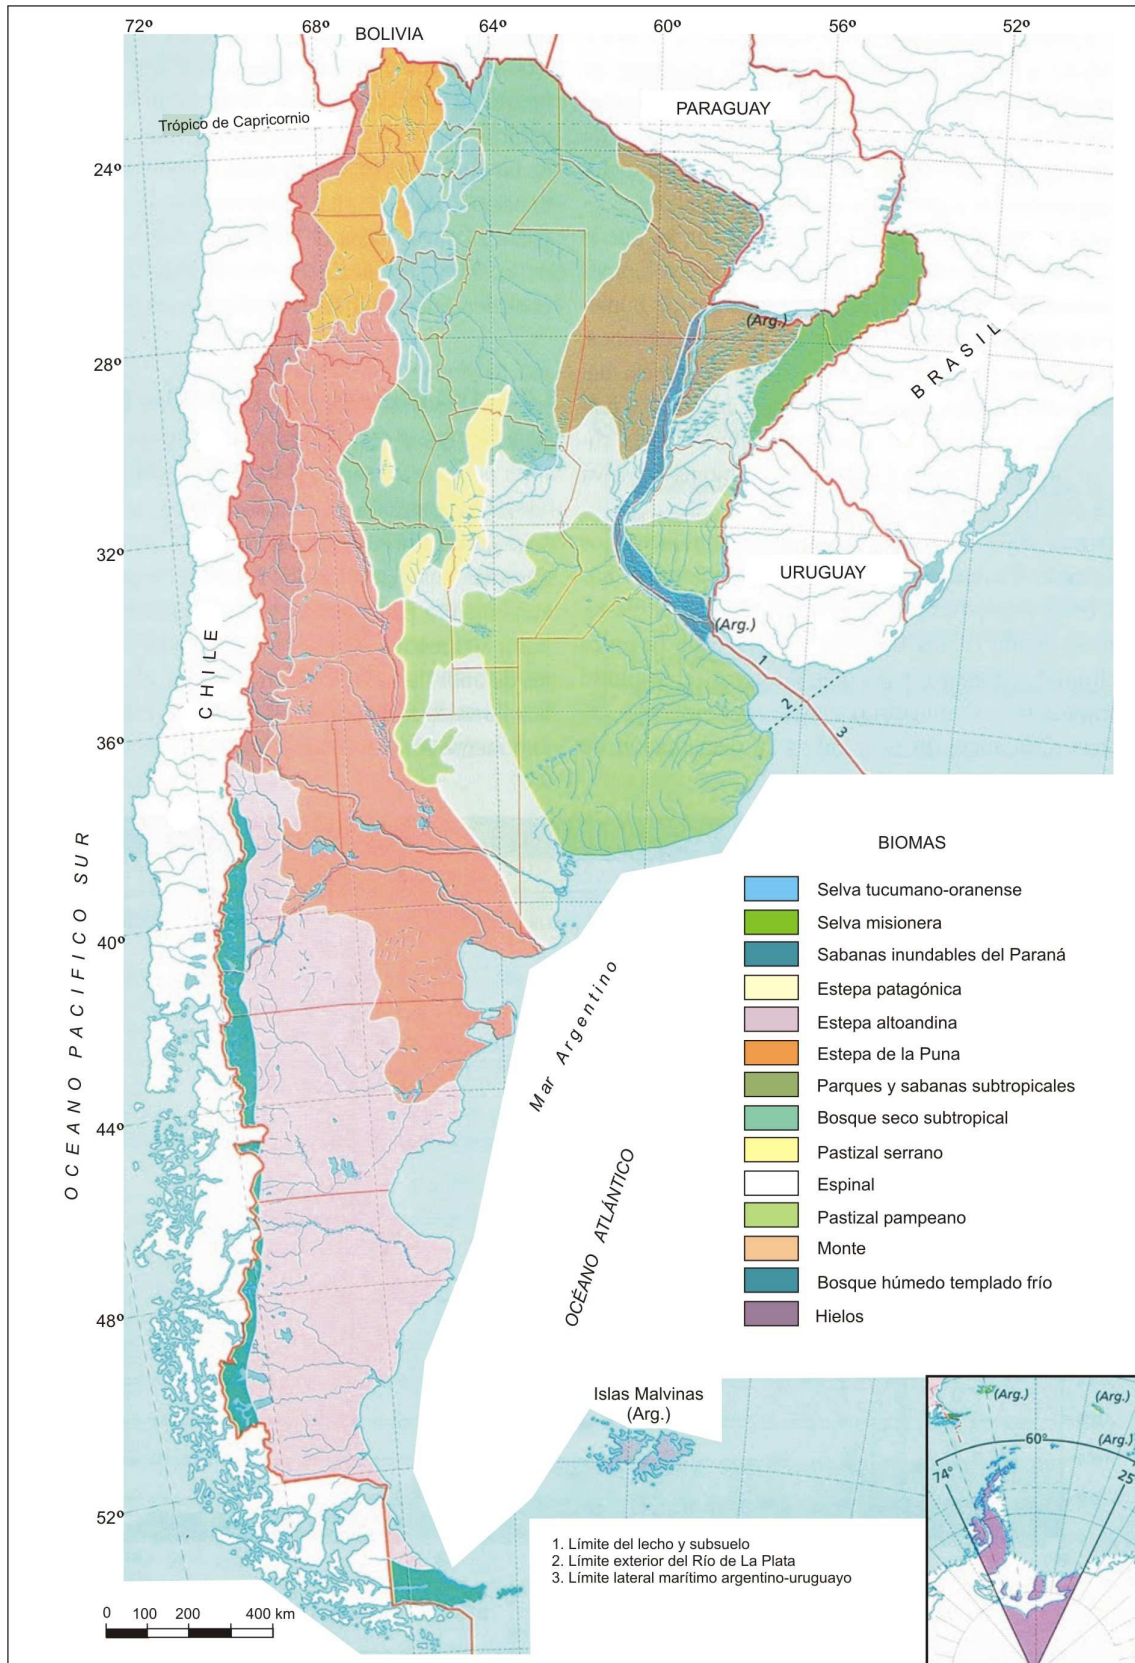 72º
68º
64º
60º
56º
52º
BOLIVIA
PARAGUAY
Trópico de Capricornio
24º
(Arg.)
BRASIL
28º
32º
URUGUAY
(Arg.)
CHILE
1
2
3
36º
OCEANO PACIFICO SUR
40º
Mar Argentino
44º
OCÉANO ATLÁNTICO
48º
52º
BIOMAS
Selva tucumano-oranense
Selva misionera
Sabanas inundables del Paraná
Estepa patagónica
Estepa altoandina
Estepa de la Puna
Parques y sabanas subtropicales
Bosque seco subtropical
Pastizal serrano
Espinal
Pastizal pampeano
Monte
Bosque húmedo templado frío
Hielos
Islas Malvinas
(Arg.)
1. Límite del lecho y subsuelo
2. Límite exterior del Río de La Plata
3. Límite lateral marítimo argentino-uruguayo
0 100 200 400 km
(Arg.)
(Arg.)
60º
(Arg.)
74º
25